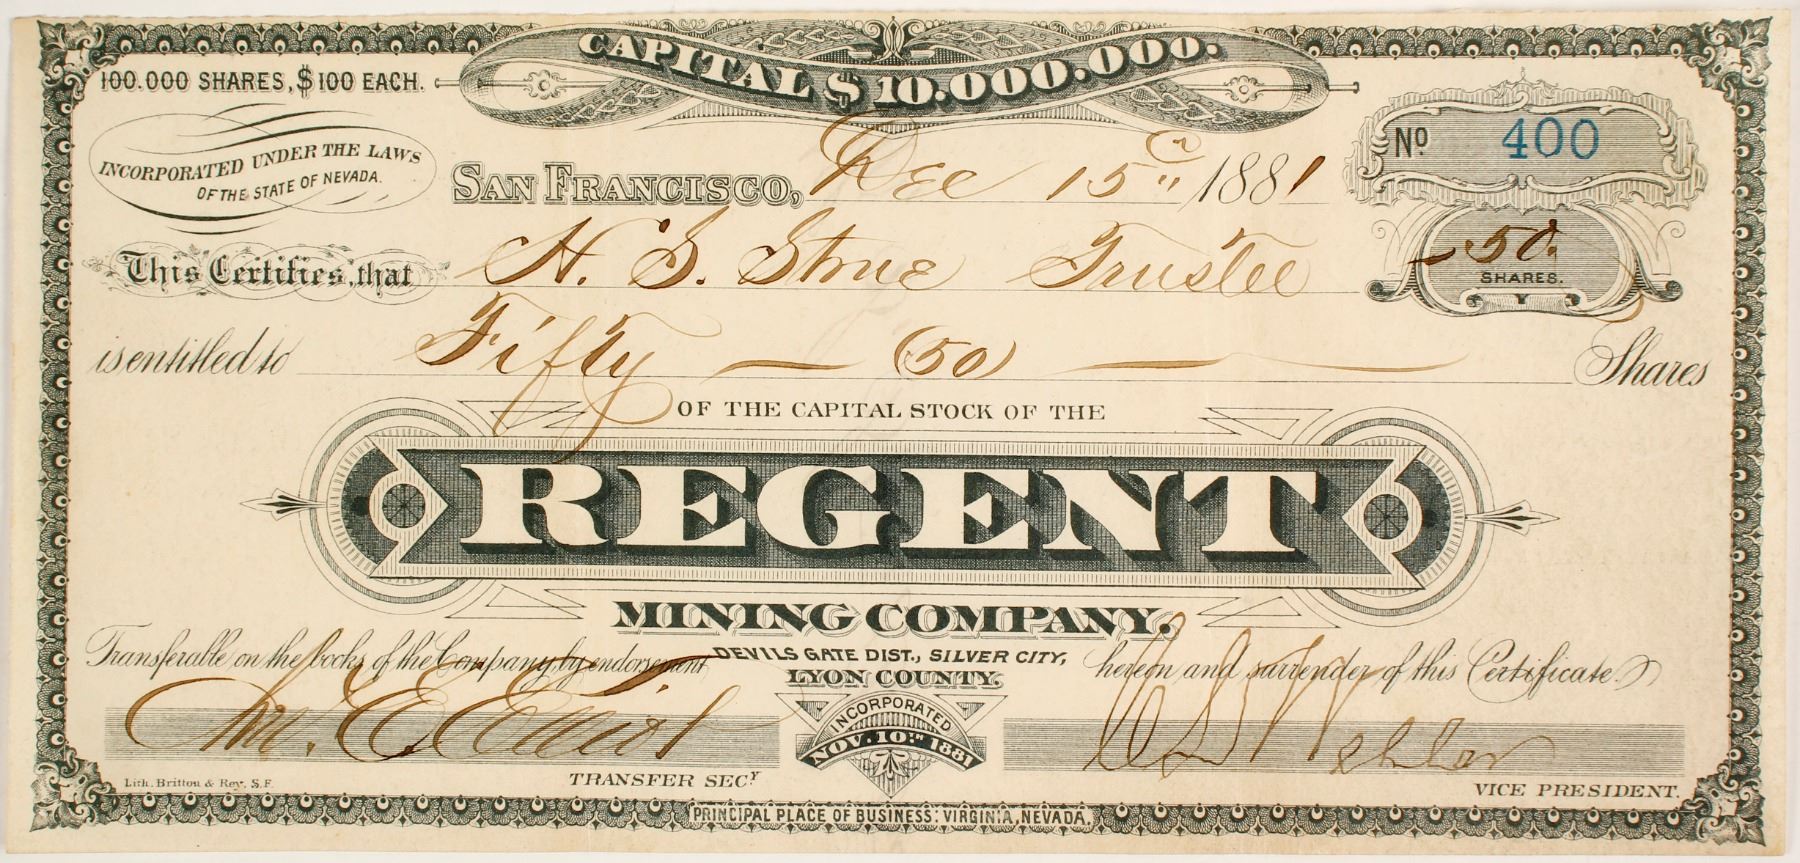 CAPITAL $10.000.000.
100.000 SHARES, $100 EACH.
INCORPORATED UNDER THE LAWS
OF THE STATE OF NEVADA.
No 400
SAN FRANCISCO, Dec 15th 1881
50
SHARES.
This Certifies, that H. S. Stone Trustee
is entitled to Fifty — (50) — Shares
OF THE CAPITAL STOCK OF THE
REGENT
MINING COMPANY.
Transferable on the books of the Company by endorsement hereon and surrender of this Certificate.
DEVILS GATE DIST., SILVER CITY,
LYON COUNTY.
INCORPORATED
NOV. 10TH 1881
E. Elliot
TRANSFER SECY.
VICE PRESIDENT.
Lith. Britton & Rey. S.F.
PRINCIPAL PLACE OF BUSINESS: VIRGINIA, NEVADA.